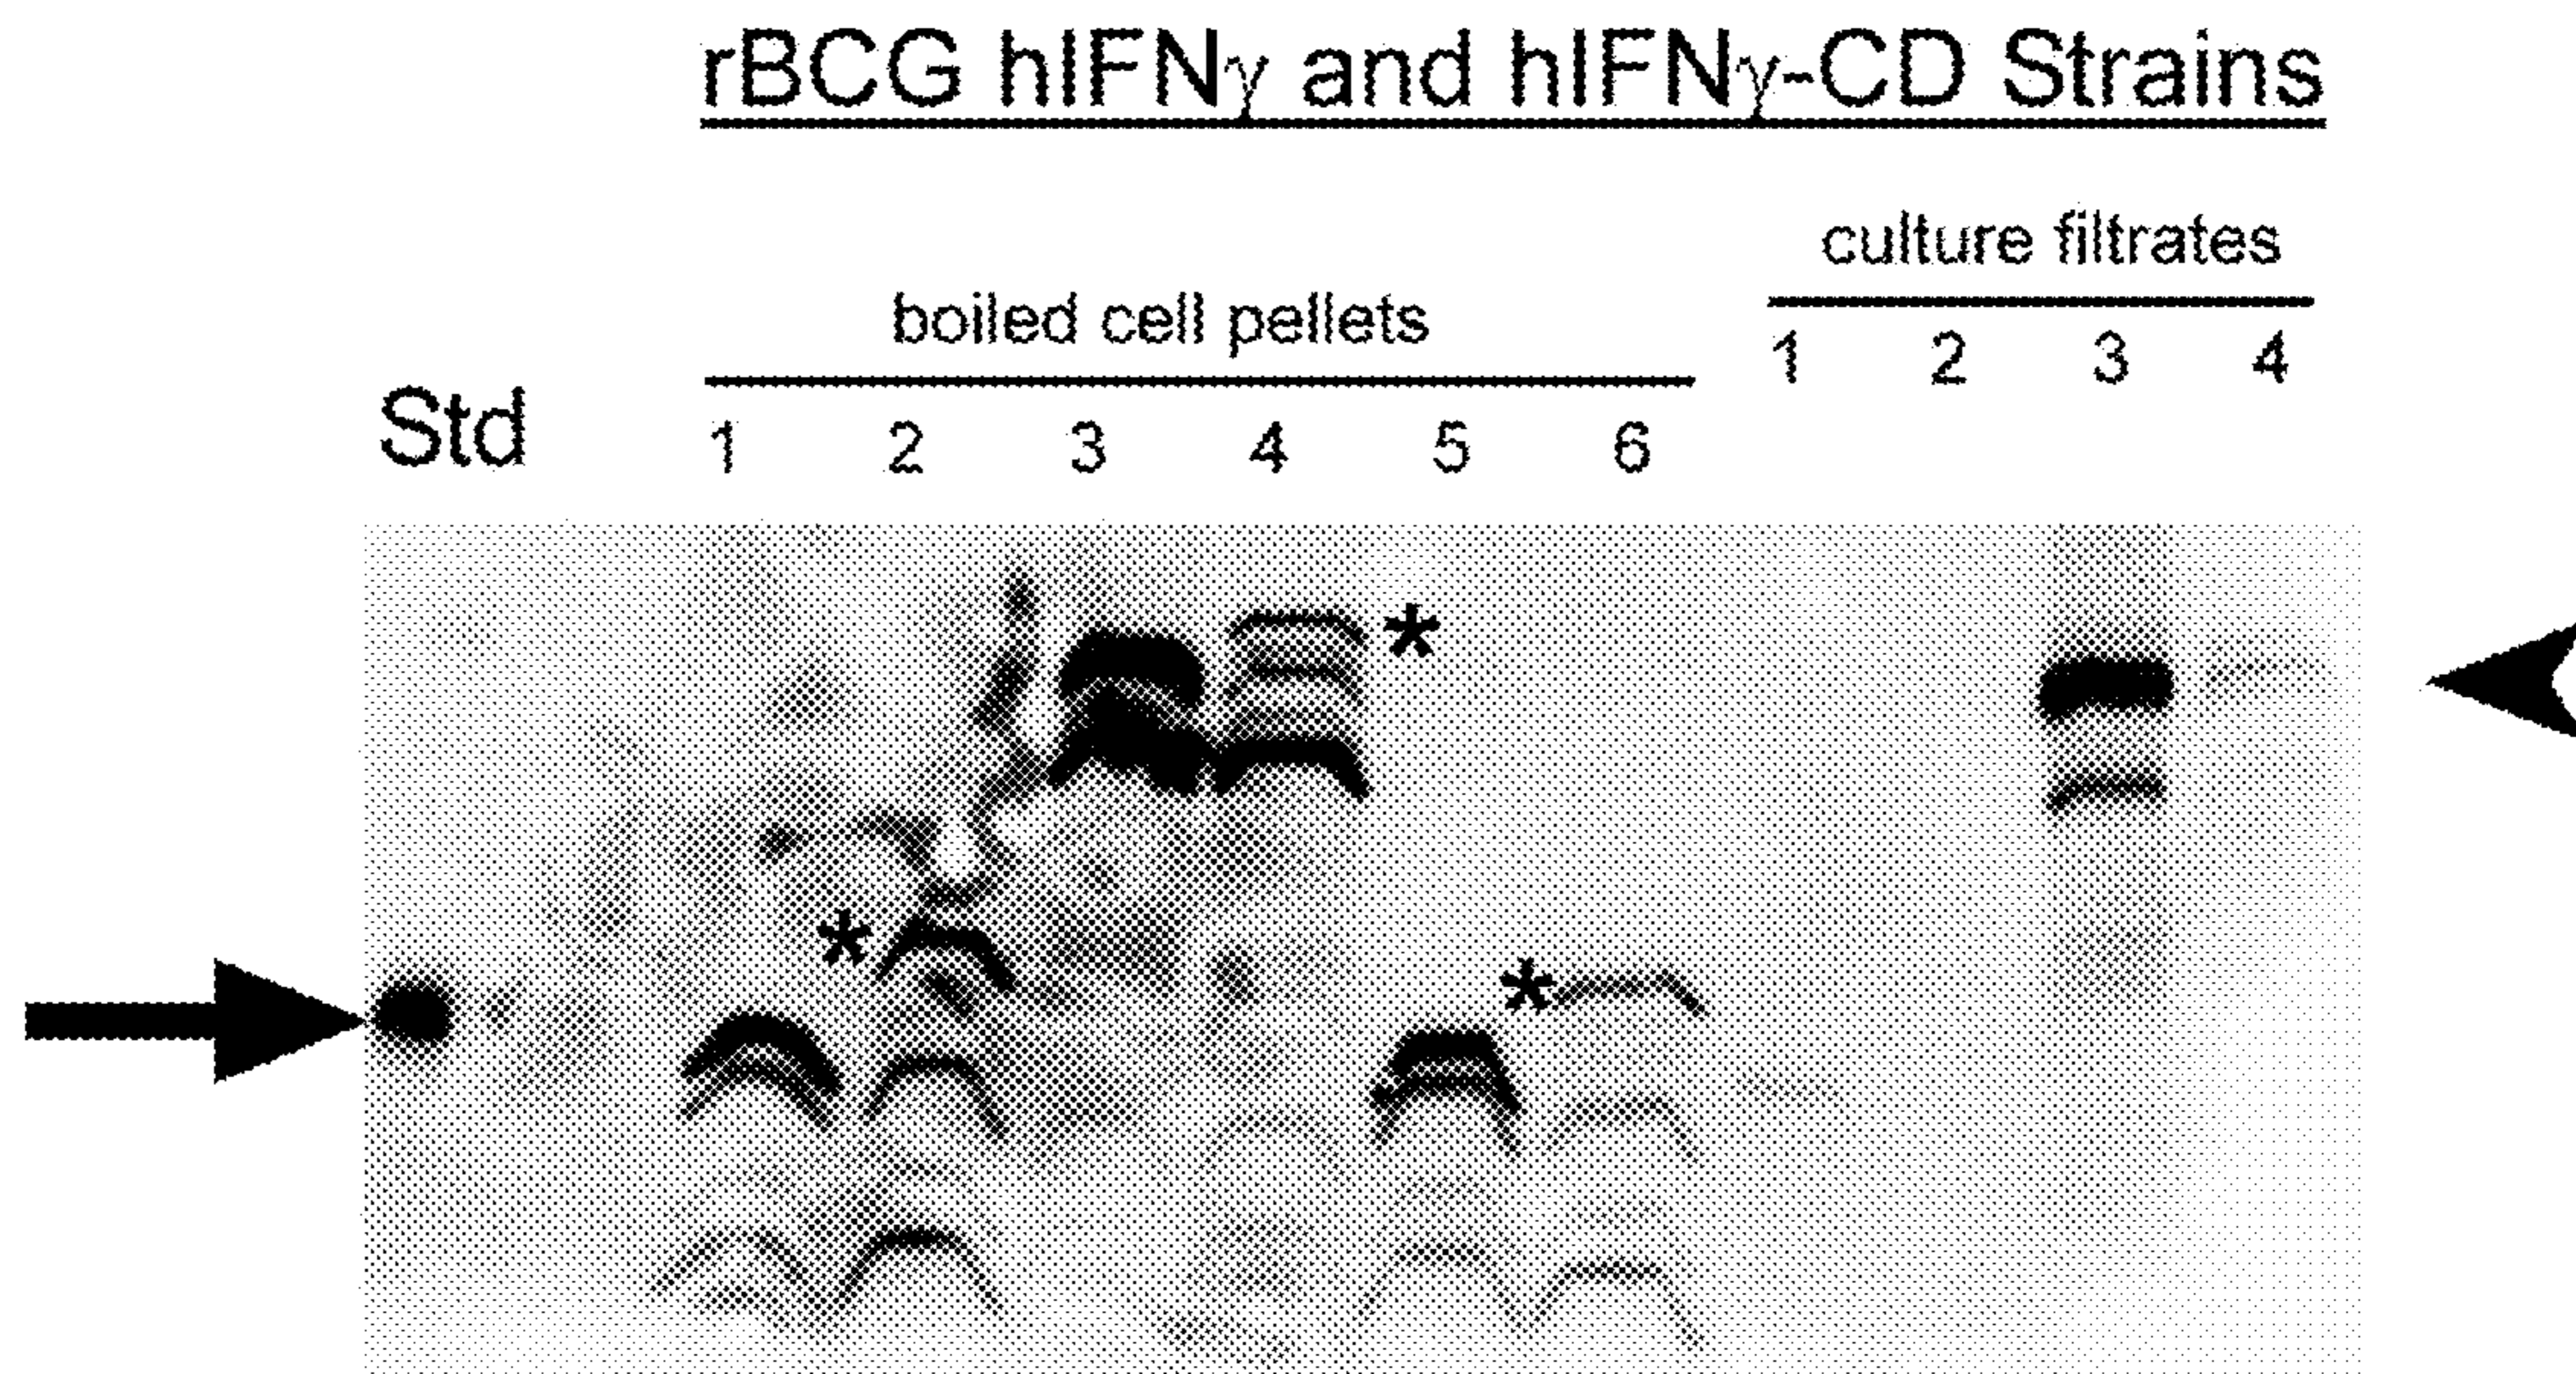 rBCG hIFNγ and hIFNγ-CD Strains
culture filtrates
boiled cell pellets
1 2 3 4
Std 1 2 3 4 5 6
*
*
*